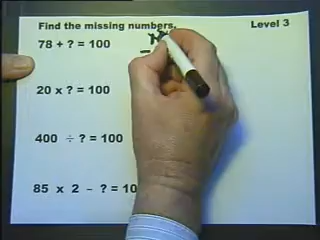 Find the missing numbers.
Level 3
78 + ? = 100
20 x ? = 100
400 ÷ ? = 100
85 x 2 – ? = 10